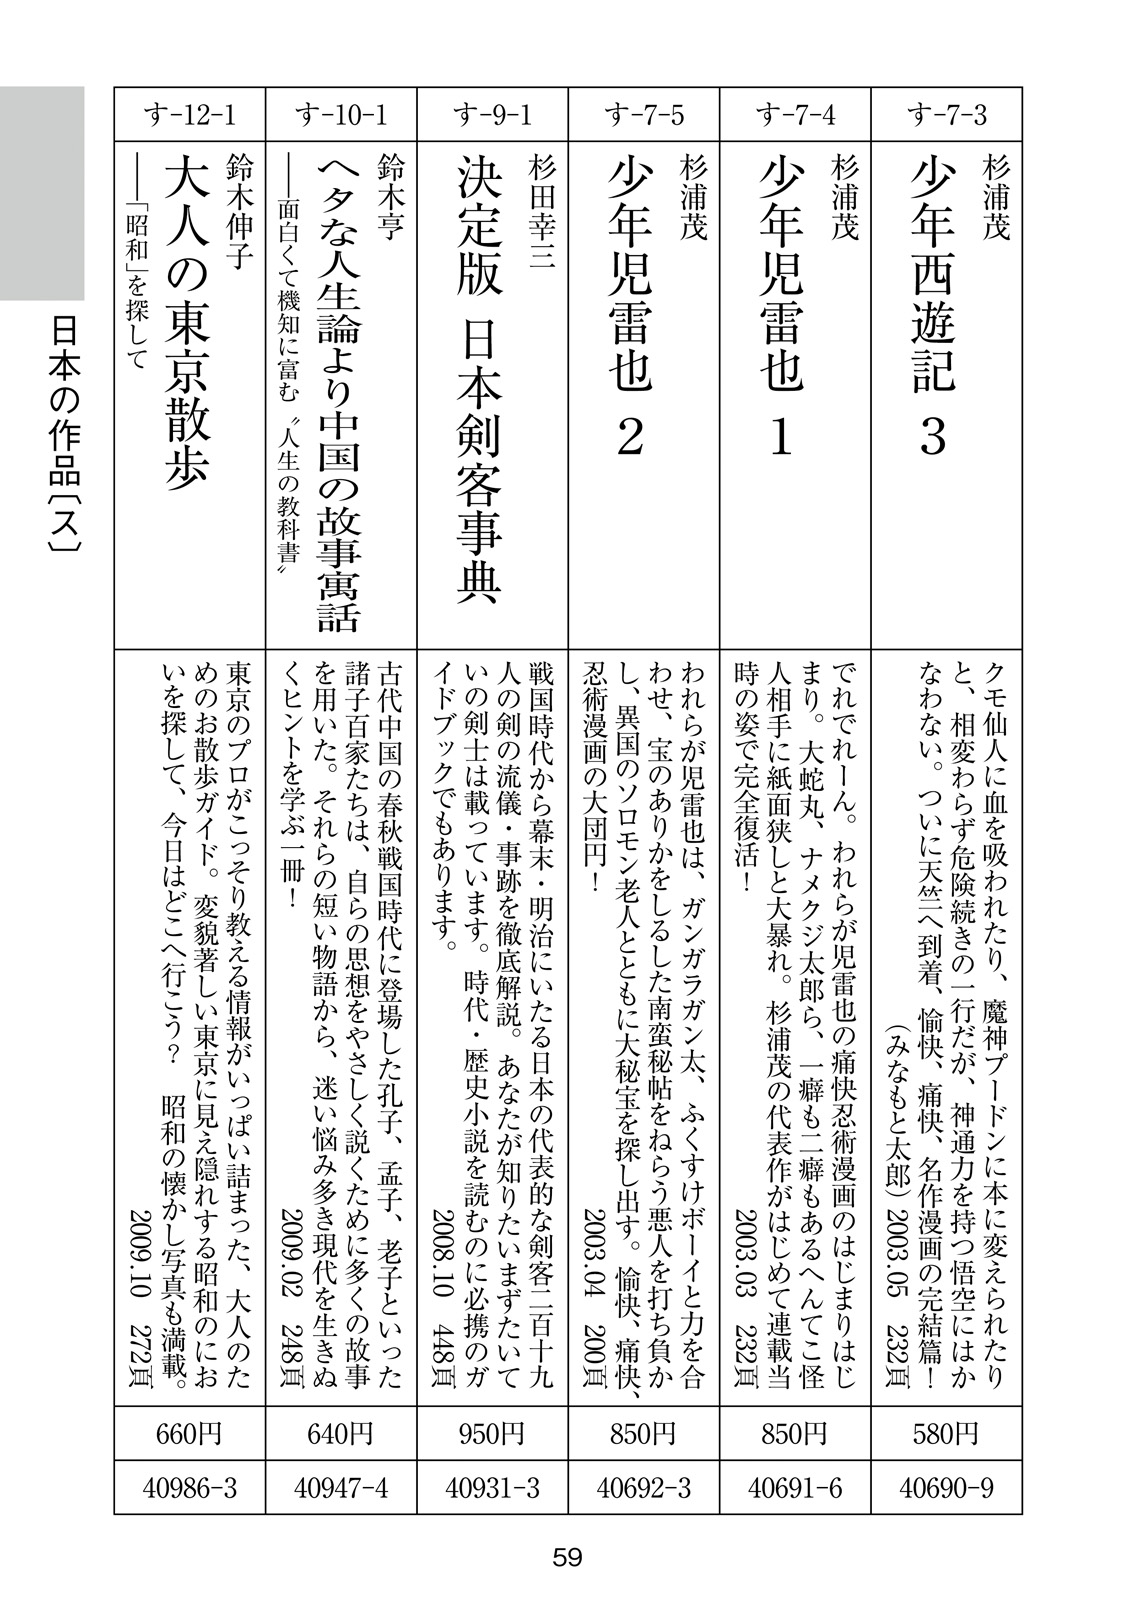 す-7-3
杉浦茂
少年西遊記 3
クモ仙人に血を吸われたり、魔神プードンに本に変えられたり
と、相変わらず危険続きの一行だが、神通力を持つ悟空にはか
なわない。ついに天竺へ到着、愉快、痛快、名作漫画の完結篇！
（みなもと太郎）2003.05 232頁
580円
40690-9
す-7-4
杉浦茂
少年児雷也 1
でれでれーん。われらが児雷也の痛快忍術漫画のはじまりはじ
まり。大蛇丸、ナメクジ太郎ら、一癖も二癖もあるへんてこ怪
人相手に紙面狭しと大暴れ。杉浦茂の代表作がはじめて連載当
時の姿で完全復活！ 2003.03 232頁
850円
40691-6
す-7-5
杉浦茂
少年児雷也 2
われらが児雷也は、ガンガラガン太、ふくすけボーイと力を合
わせ、宝のありかをしるした南蛮秘帖をねらう悪人を打ち負か
し、異国のソロモン老人とともに大秘宝を探し出す。愉快、痛快、
忍術漫画の大団円！ 2003.04 200頁
850円
40692-3
す-9-1
杉田幸三
決定版 日本剣客事典
戦国時代から幕末・明治にいたる日本の代表的な剣客二百十九
人の剣の流儀・事跡を徹底解説。あなたが知りたいまずたいて
いの剣士は載っています。時代・歴史小説を読むのに必携のガ
イドブックでもあります。 2008.10 448頁
950円
40931-3
す-10-1
鈴木亨
ヘタな人生論より中国の故事寓話
——面白くて機知に富む〝人生の教科書〟
古代中国の春秋戦国時代に登場した孔子、孟子、老子といった
諸子百家たちは、自らの思想をやさしく説くために多くの故事
を用いた。それらの短い物語から、迷い悩み多き現代を生きぬ
くヒントを学ぶ一冊！ 2009.02 248頁
640円
40947-4
す-12-1
鈴木伸子
大人の東京散歩
——「昭和」を探して
東京のプロがこっそり教える情報がいっぱい詰まった、大人のた
めのお散歩ガイド。変貌著しい東京に見え隠れする昭和のにお
いを探して、今日はどこへ行こう？ 昭和の懐かし写真も満載。
2009.10 272頁
660円
40986-3
日本の作品〔ス〕
59